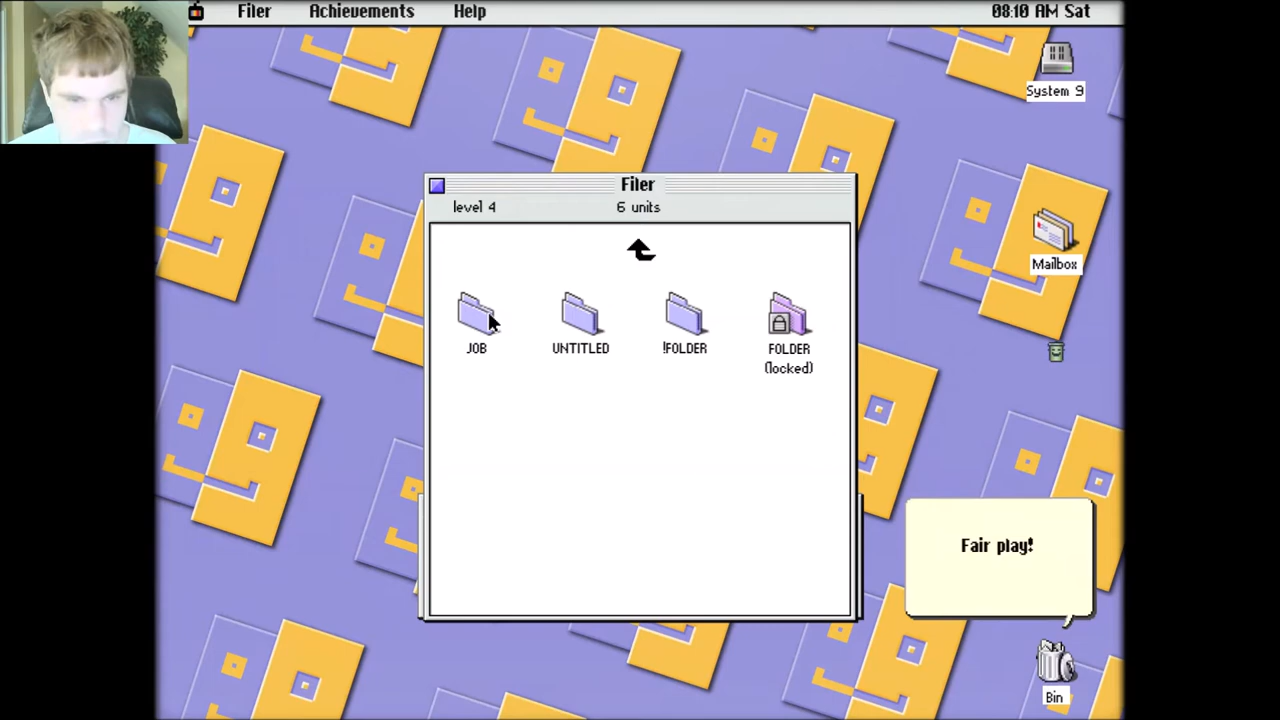 Filer Achievements Help 08:10 AM Sat
System 9
Filer
level 4 6 units
Mailbox
JOB UNTITLED !FOLDER FOLDER
(locked)
Fair play!
Bin